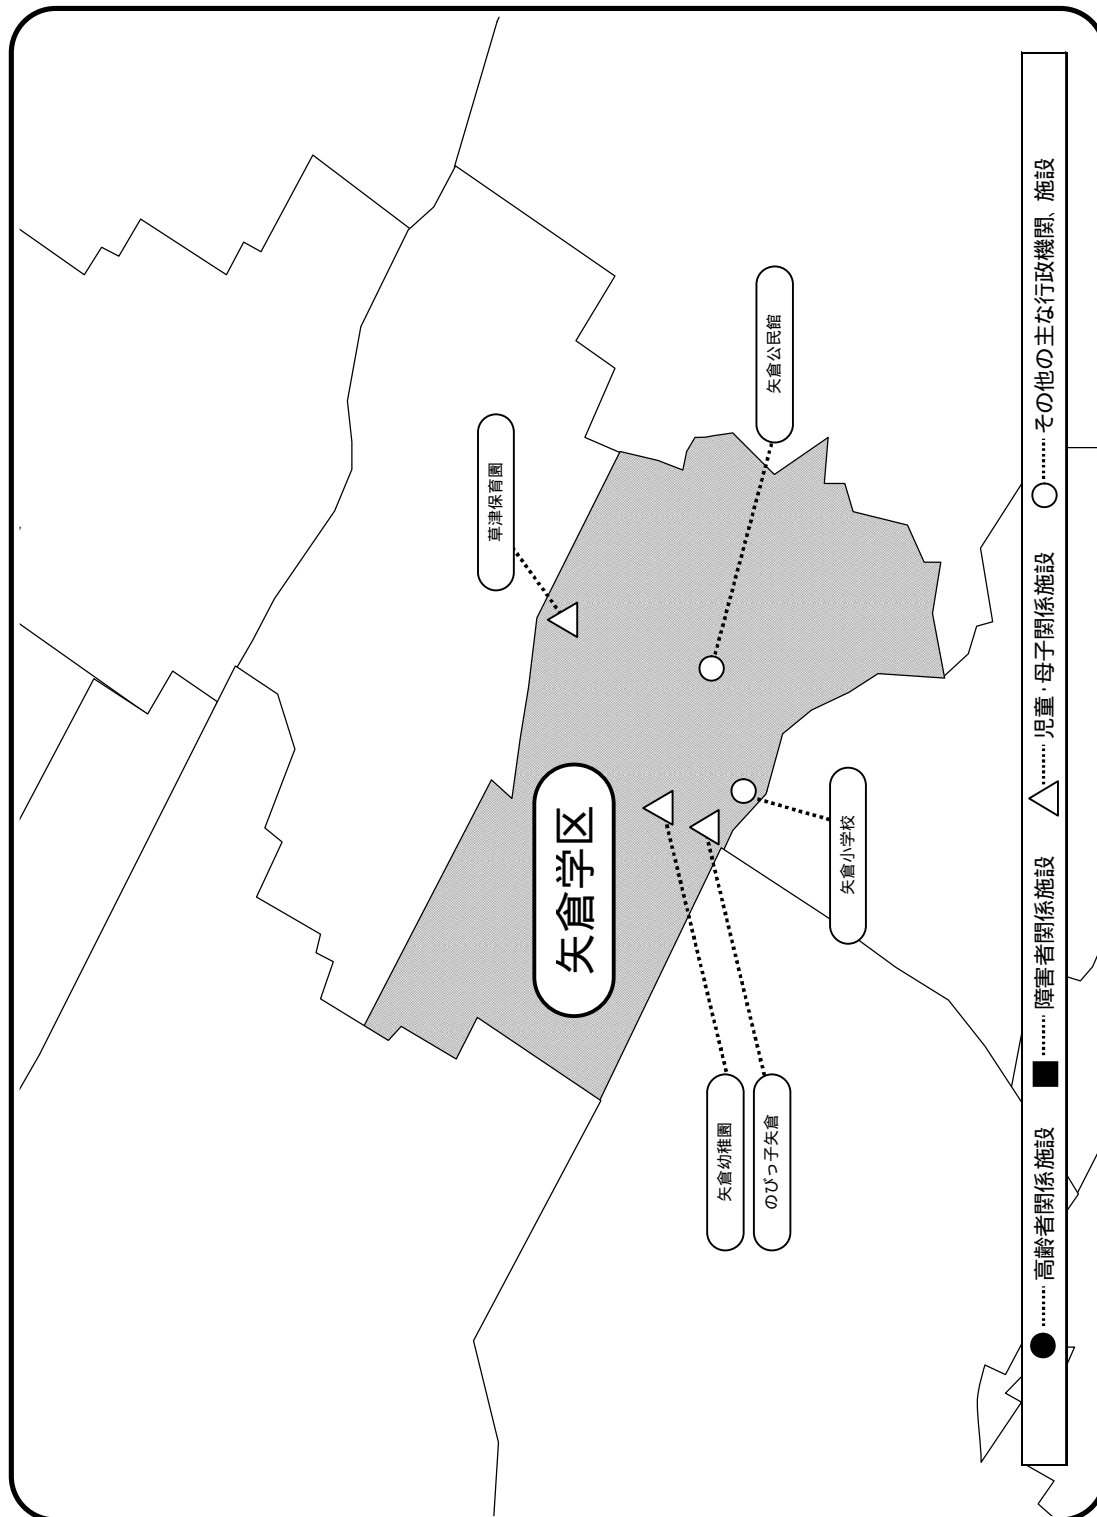 矢倉学区
草津保育園
矢倉公民館
矢倉小学校
矢倉幼稚園
のびっ子矢倉
高齢者関係施設
障害者関係施設
児童・母子関係施設
その他の主な行政機関、施設